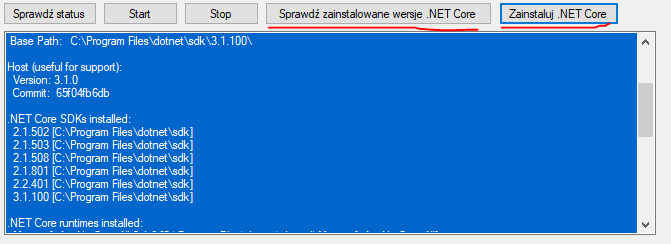 Sprawdź status Start Stop Sprawdź zainstalowane wersje .NET Core Zainstaluj .NET Core
Base Path: C:\Program Files\dotnet\sdk\3.1.100\
Host (useful for support):
Version: 3.1.0
Commit: 65f04fb6db
.NET Core SDKs installed:
2.1.502 [C:\Program Files\dotnet\sdk]
2.1.503 [C:\Program Files\dotnet\sdk]
2.1.508 [C:\Program Files\dotnet\sdk]
2.1.801 [C:\Program Files\dotnet\sdk]
2.2.401 [C:\Program Files\dotnet\sdk]
3.1.100 [C:\Program Files\dotnet\sdk]
.NET Core runtimes installed: